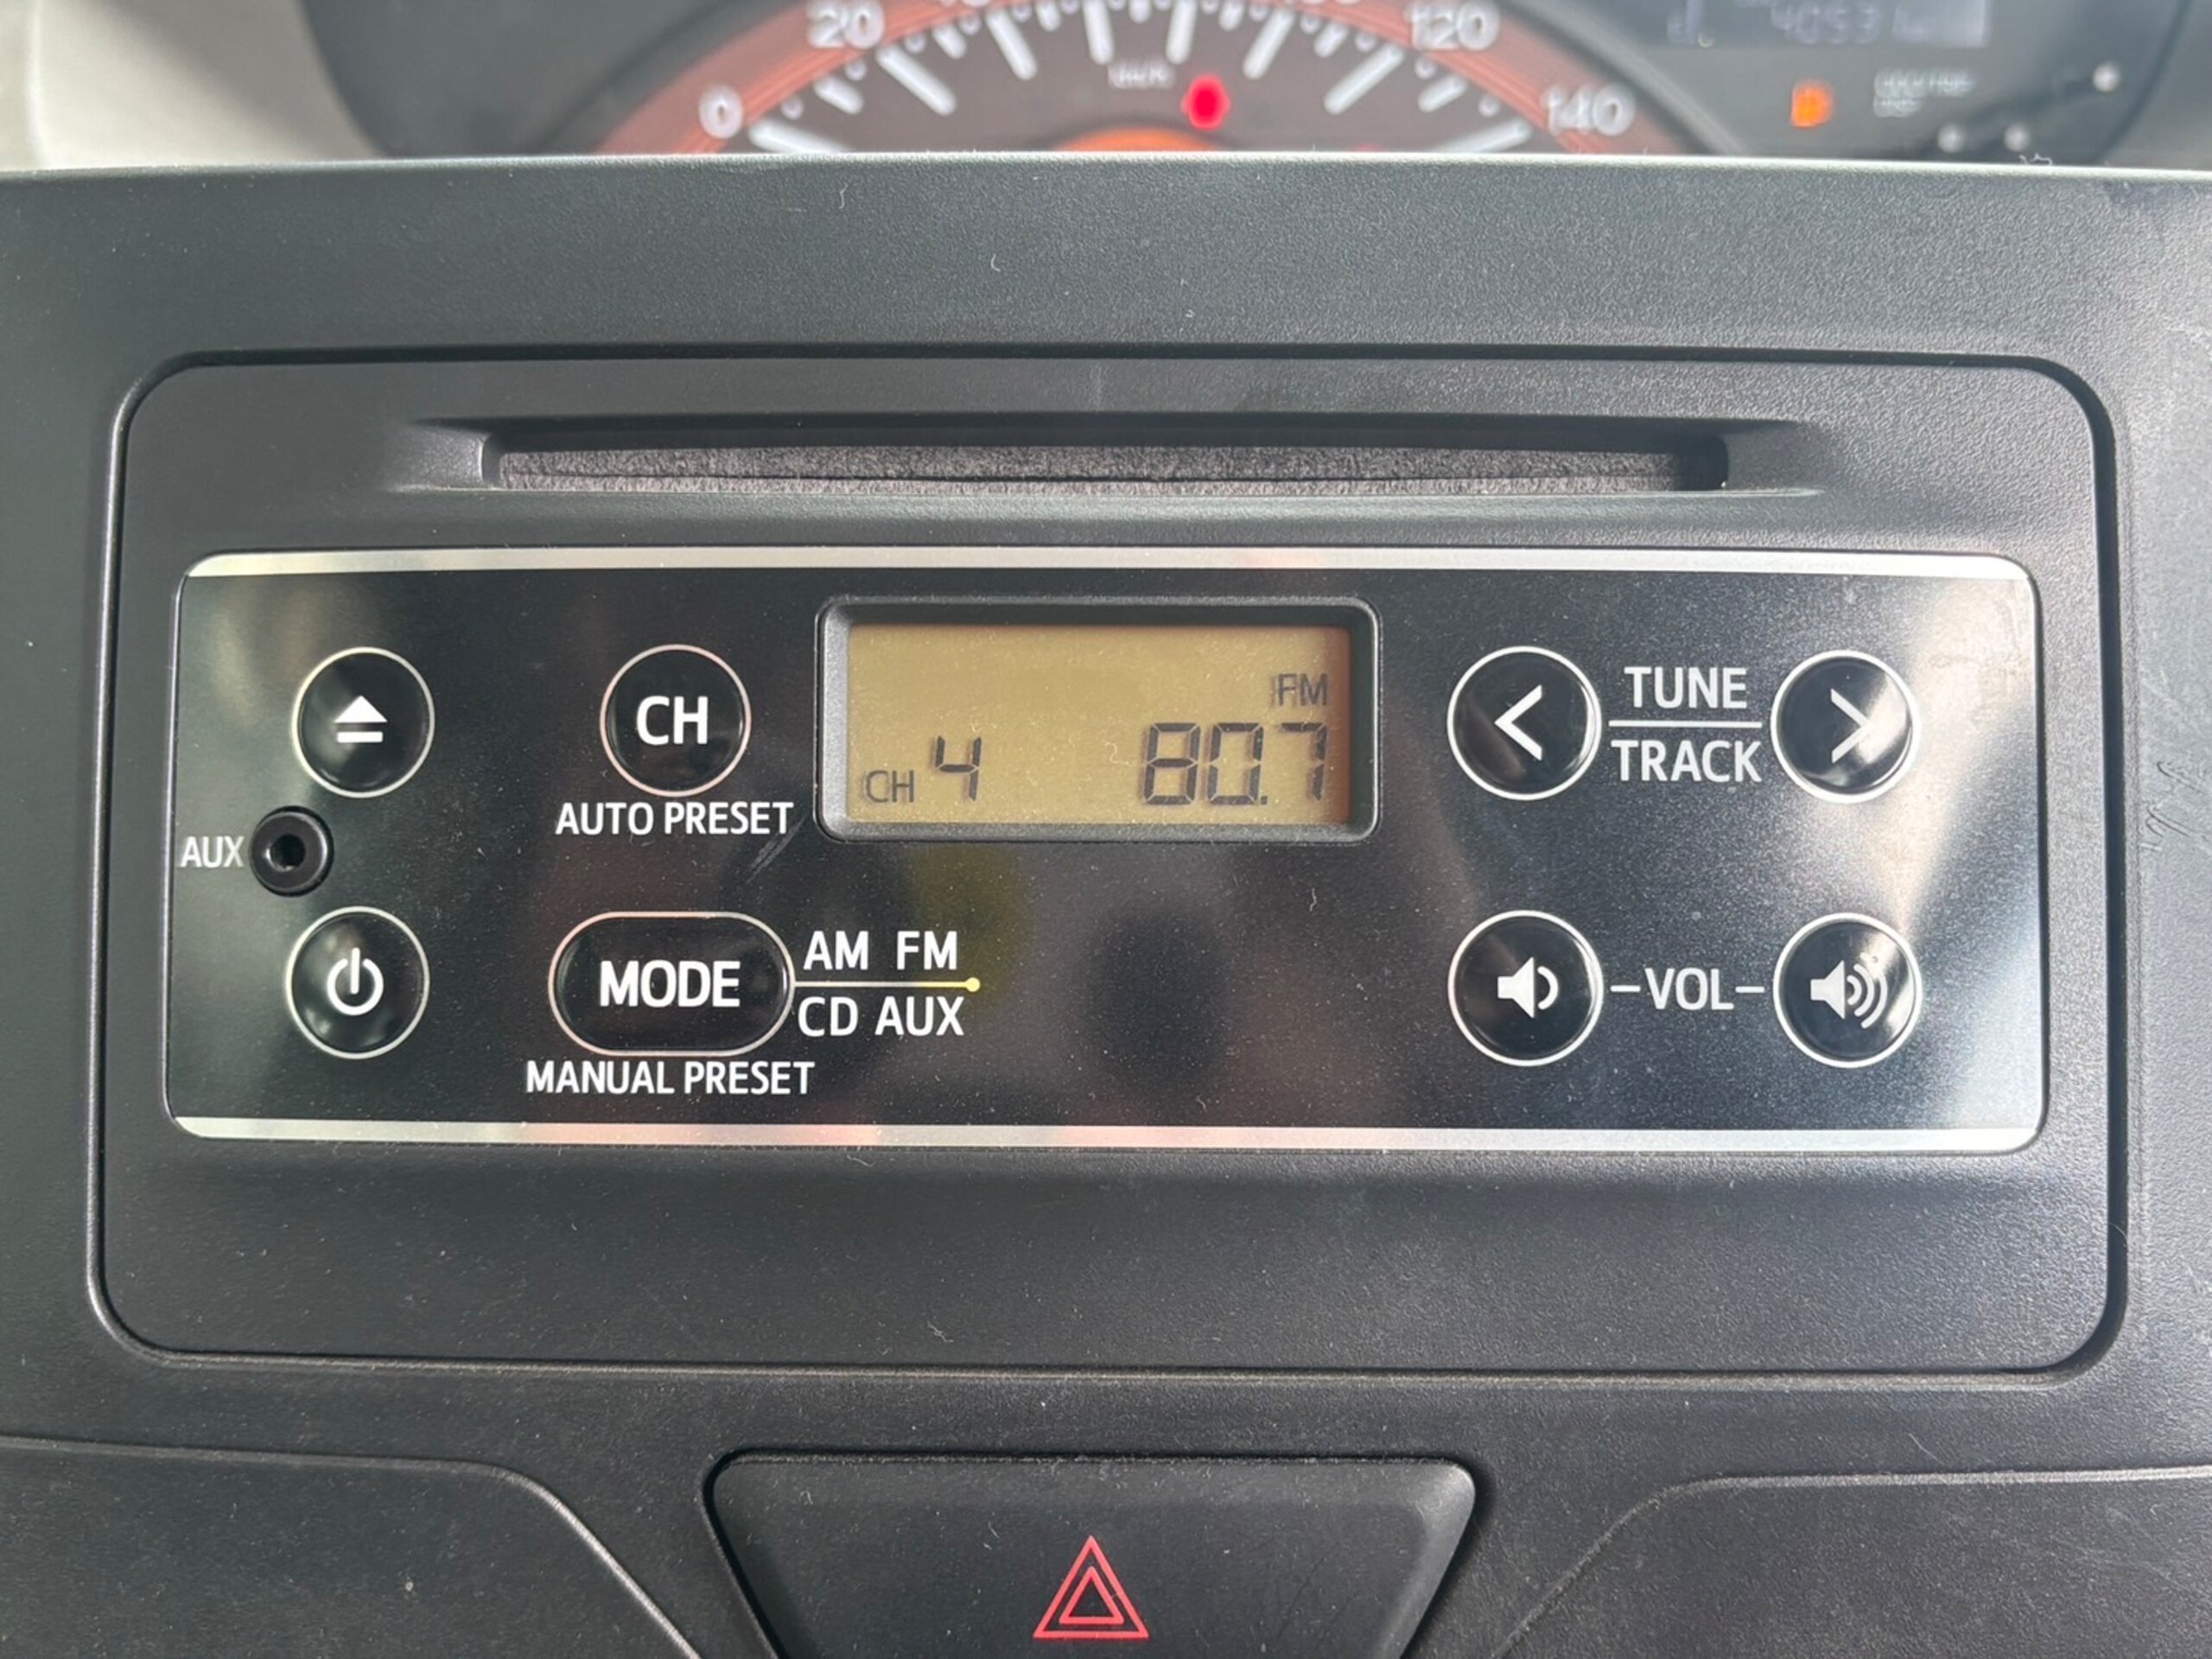 20
120
0
140
FM
CH 4 80.7
CH
AUTO PRESET
TUNE
TRACK
AUX
MODE
AM FM
CD AUX
MANUAL PRESET
-VOL-